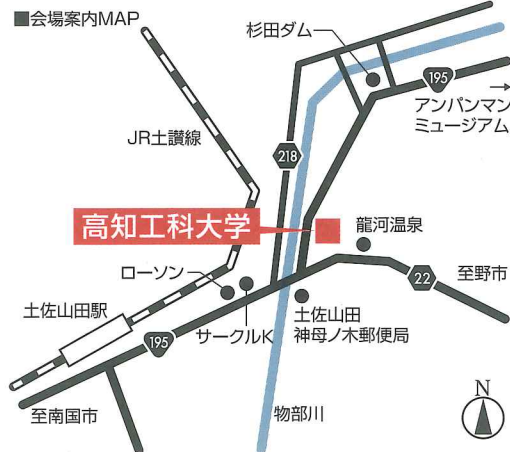 ■会場案内MAP
杉田ダム
195
アンパンマン
ミュージアム
JR土讃線
218
高知工科大学
龍河温泉
ローソン
22
至野市
土佐山田駅
サークルK
土佐山田
神母ノ木郵便局
195
至南国市
物部川
N